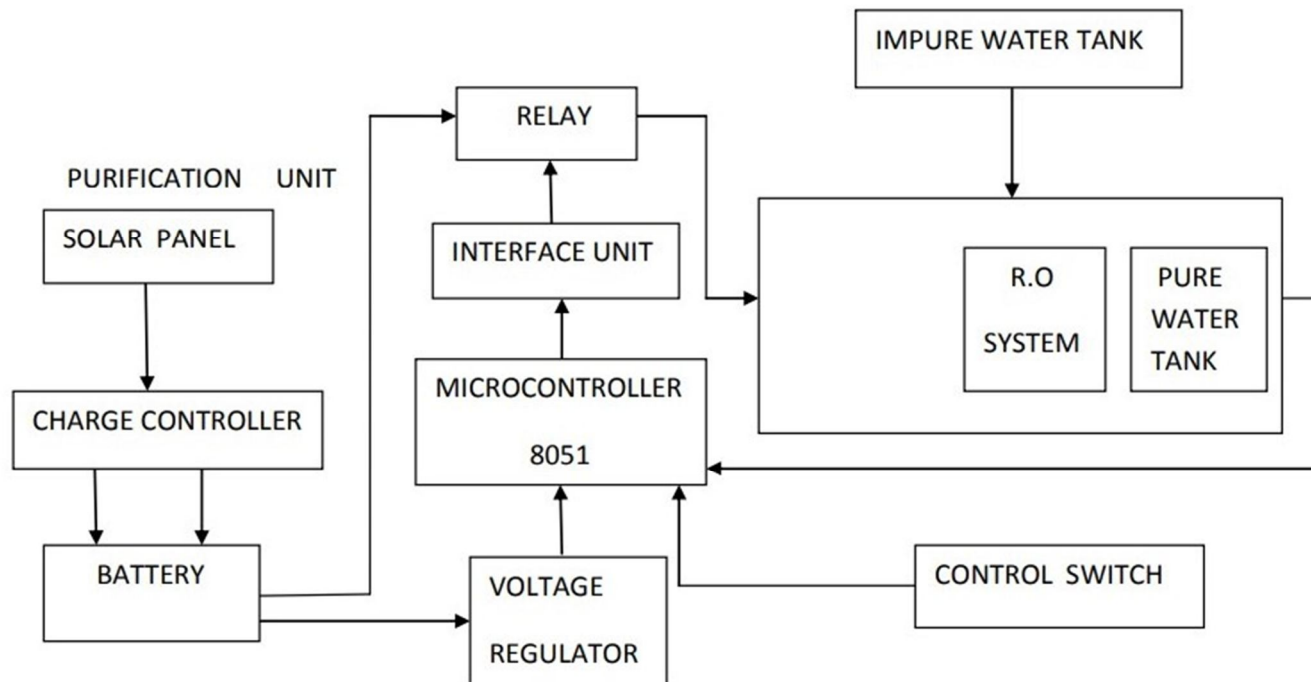 IMPURE WATER TANK
RELAY
PURIFICATION UNIT
SOLAR PANEL
INTERFACE UNIT
R.O
SYSTEM
PURE
WATER
TANK
MICROCONTROLLER
8051
CHARGE CONTROLLER
BATTERY
VOLTAGE
REGULATOR
CONTROL SWITCH